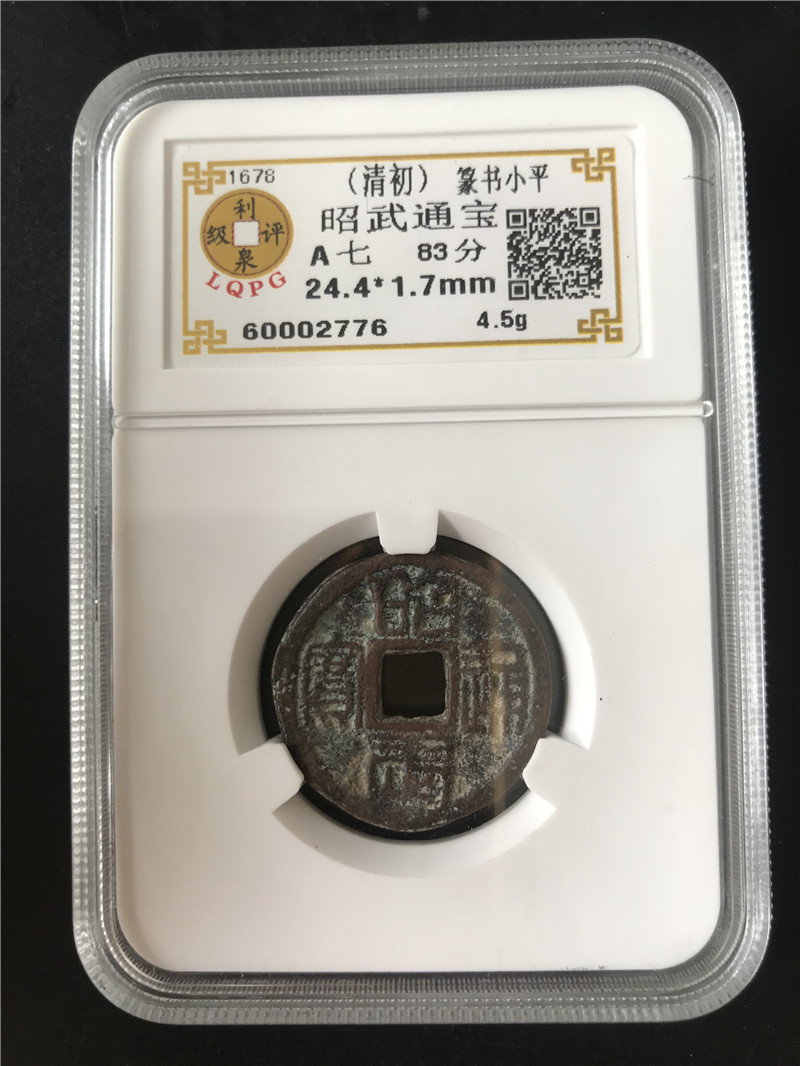 1678 （清初） 篆书小平
利评泉级
LQPG
昭武通宝
A七 83分
24.4*1.7mm
60002776 4.5g
昭武通寶